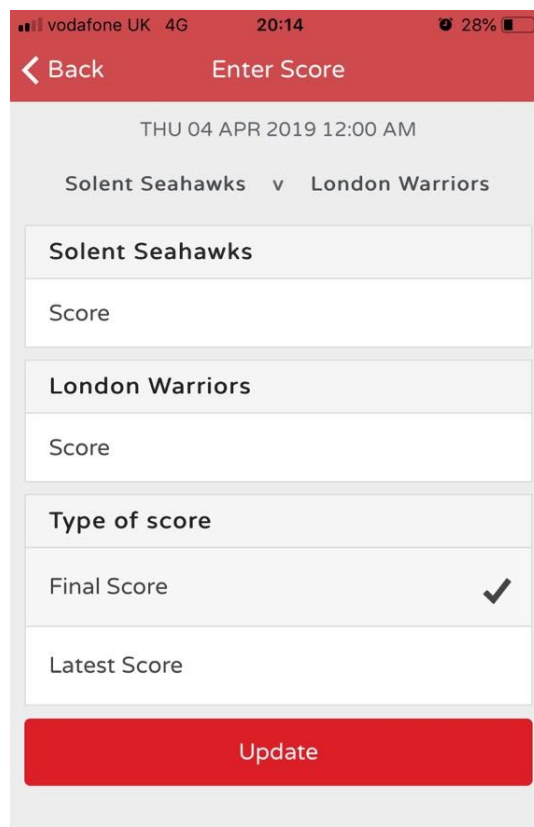 vodafone UK 4G 20:14 28%
Back Enter Score
THU 04 APR 2019 12:00 AM
Solent Seahawks v London Warriors
Solent Seahawks
Score
London Warriors
Score
Type of score
Final Score
Latest Score
Update